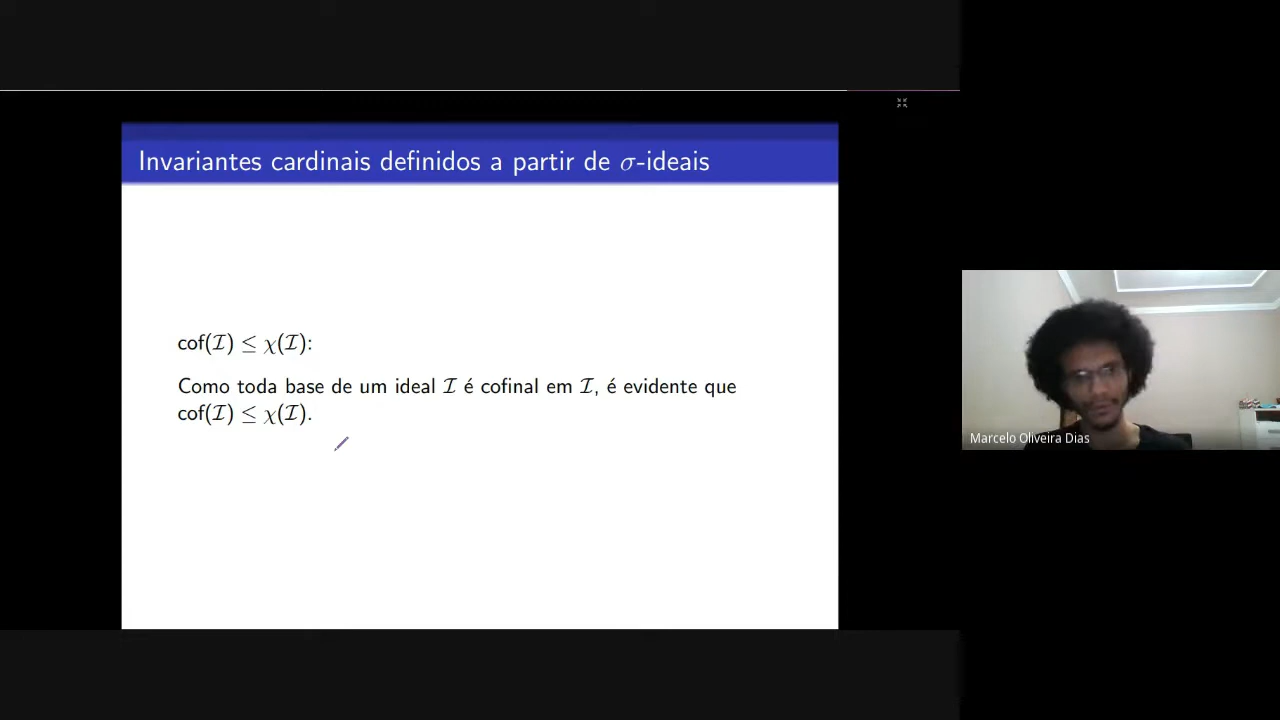 Invariantes cardinais definidos a partir de σ-ideais
cof(ℐ) ≤ χ(ℐ):
Como toda base de um ideal ℐ é cofinal em ℐ, é evidente que
cof(ℐ) ≤ χ(ℐ).
Marcelo Oliveira Dias